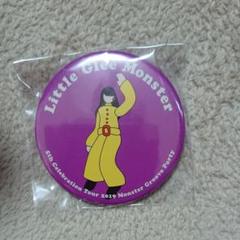 Little Glee Monster
5th Celebration Tour 2019 Monster Groove Party